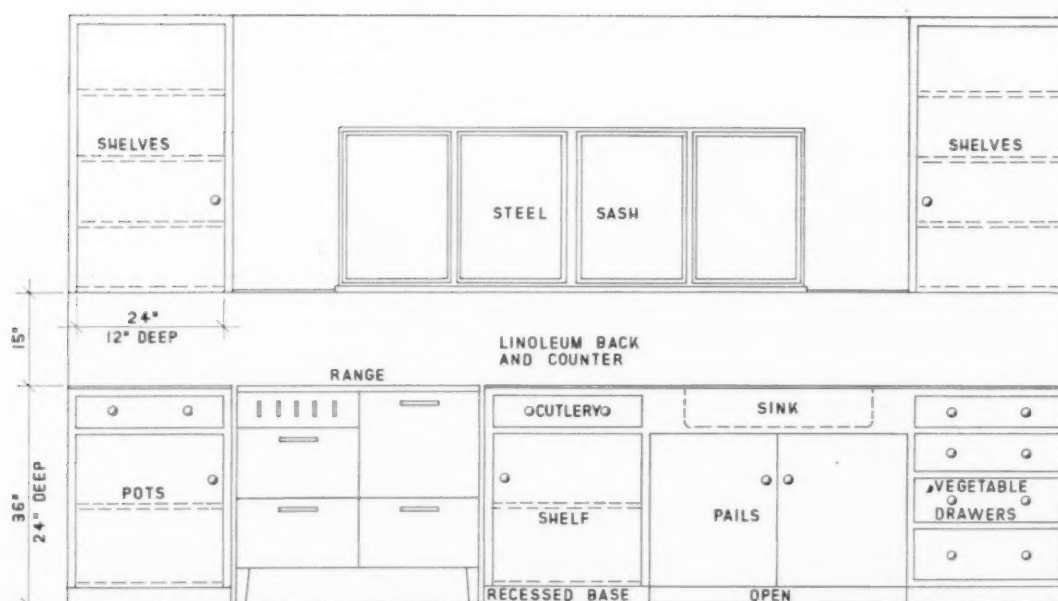 SHELVES
SHELVES
STEEL SASH
15"
24"
12" DEEP
LINOLEUM BACK
AND COUNTER
RANGE
CUTLERY
SINK
36"
24" DEEP
POTS
SHELF
PAILS
VEGETABLE
DRAWERS
RECESSED BASE
OPEN